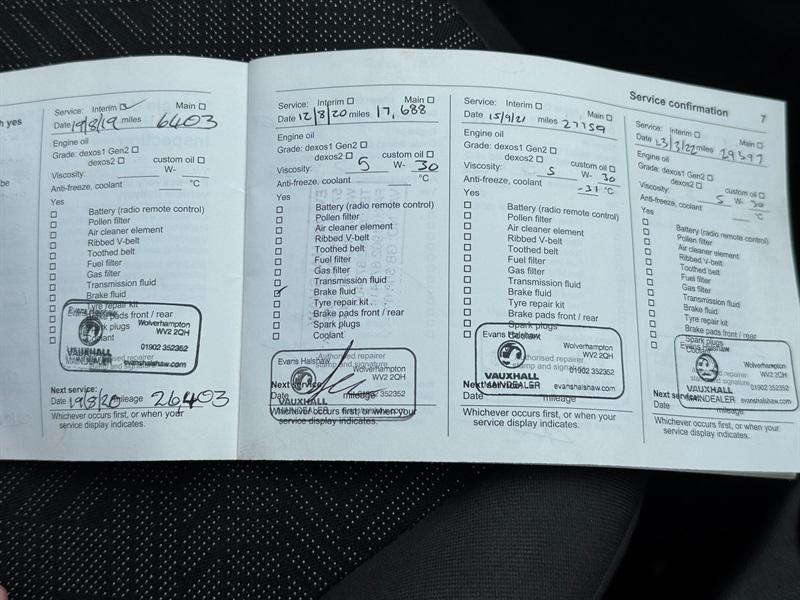 h yes
be
Service confirmation 7
Service: Interim Main
Date 19/8/19 miles 6403
Engine oil
Grade: dexos1 Gen2
dexos2 custom oil
Viscosity: W-
Anti-freeze, coolant °C
Yes
Battery (radio remote control)
Pollen filter
Air cleaner element
Ribbed V-belt
Toothed belt
Fuel filter
Gas filter
Transmission fluid
Brake fluid
Tyre repair kit
Brake pads front / rear
Spark plugs
Coolant
Evans Halshaw
Wolverhampton
WV2 2QH
01902 352352
VAUXHALL
Next service:
Date 19/8/20 mileage 26403
Whichever occurs first, or when your
service display indicates.
Service: Interim Main
Date 12/8/20 miles 17,688
Engine oil
Grade: dexos1 Gen2
dexos2 custom oil
Viscosity: 5 W- 30
Anti-freeze, coolant °C
Yes
Battery (radio remote control)
Pollen filter
Air cleaner element
Ribbed V-belt
Toothed belt
Fuel filter
Gas filter
Transmission fluid
Brake fluid
Tyre repair kit
Brake pads front / rear
Spark plugs
Coolant
Evans Halshaw
Authorised repairer
stamp and signature
Wolverhampton
WV2 2QH
352352
VAUXHALL
MAINDEALER
Next service:
Date mileage
Whichever occurs first, or when your
service display indicates.
Service: Interim Main
Date 15/9/21 miles 27159
Engine oil
Grade: dexos1 Gen2
dexos2 custom oil
Viscosity: 5 W- 30
Anti-freeze, coolant -31 °C
Yes
Battery (radio remote control)
Pollen filter
Air cleaner element
Ribbed V-belt
Toothed belt
Fuel filter
Gas filter
Transmission fluid
Brake fluid
Tyre repair kit
Brake pads front / rear
Spark plugs
Coolant
Evans Halshaw
Authorised repairer
stamp and signature
Wolverhampton
WV2 2QH
01902 352352
VAUXHALL
MAINDEALER evanshalshaw.com
Next service:
Date mileage
Whichever occurs first, or when your
service display indicates.
Service: Interim Main
Date 3/22 miles 29597
Engine oil
Grade: dexos1 Gen2
dexos2 custom oil
Viscosity: 5 W- 30
Anti-freeze, coolant °C
Yes
Battery (radio remote control)
Pollen filter
Air cleaner element
Ribbed V-belt
Toothed belt
Fuel filter
Gas filter
Transmission fluid
Brake fluid
Tyre repair kit
Brake pads front / rear
Spark plugs
Coolant
Evans Halshaw
Wolverhampton
WV2 2QH
01902 352352
VAUXHALL
MAINDEALER evanshalshaw.com
Next service:
Date mileage
Whichever occurs first, or when your
service display indicates.